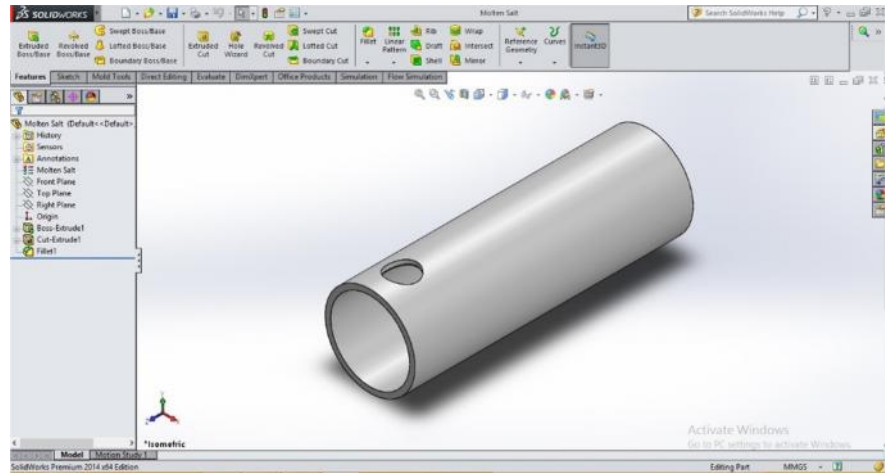 SOLIDWORKS
Molten Salt
Search SolidWorks Help
Extruded Boss/Base
Revolved Boss/Base
Swept Boss/Base
Lofted Boss/Base
Boundary Boss/Base
Extruded Cut
Hole Wizard
Revolved Cut
Swept Cut
Lofted Cut
Boundary Cut
Fillet
Linear Pattern
Rib
Draft
Shell
Wrap
Intersect
Mirror
Reference Geometry
Curves
Instant3D
Features Sketch Mold Tools Direct Editing Evaluate DimXpert Office Products Simulation Flow Simulation
Molten Salt (Default<<Default>
History
Sensors
Annotations
Molten Salt
Front Plane
Top Plane
Right Plane
Origin
Boss-Extrude1
Cut-Extrude1
Fillet1
*Isometric
Activate Windows
Go to PC settings to activate Windows.
Model Motion Study 1
SolidWorks Premium 2014 x64 Edition
Editing Part MMGS